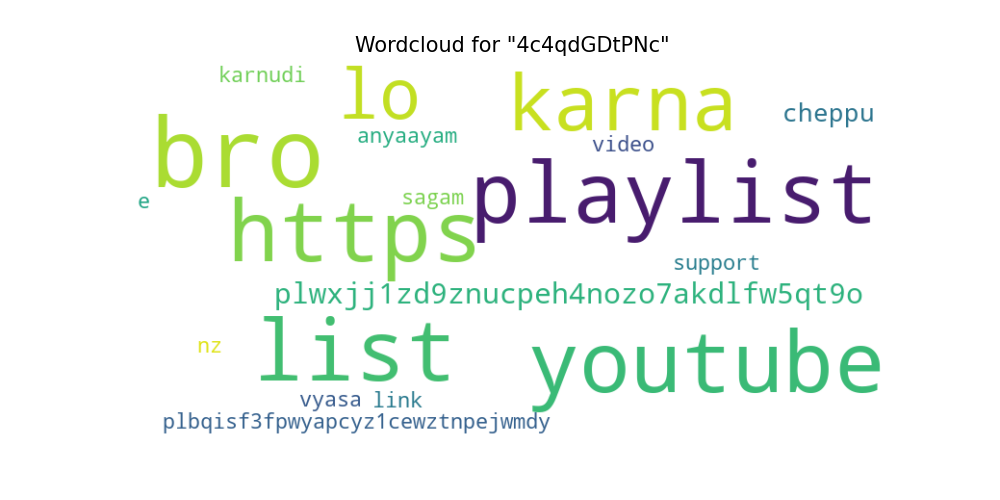 Wordcloud for "4c4qdGDtPNc"
karnudi
lo
karna
cheppu
bro
anyaayam
video
playlist
e
sagam
https
support
plwxjj1zd9znucpeh4nozo7akdlfw5qt9o
list
youtube
nz
vyasa
link
plbqisf3fpwyapcyz1cewztnpejwmdy